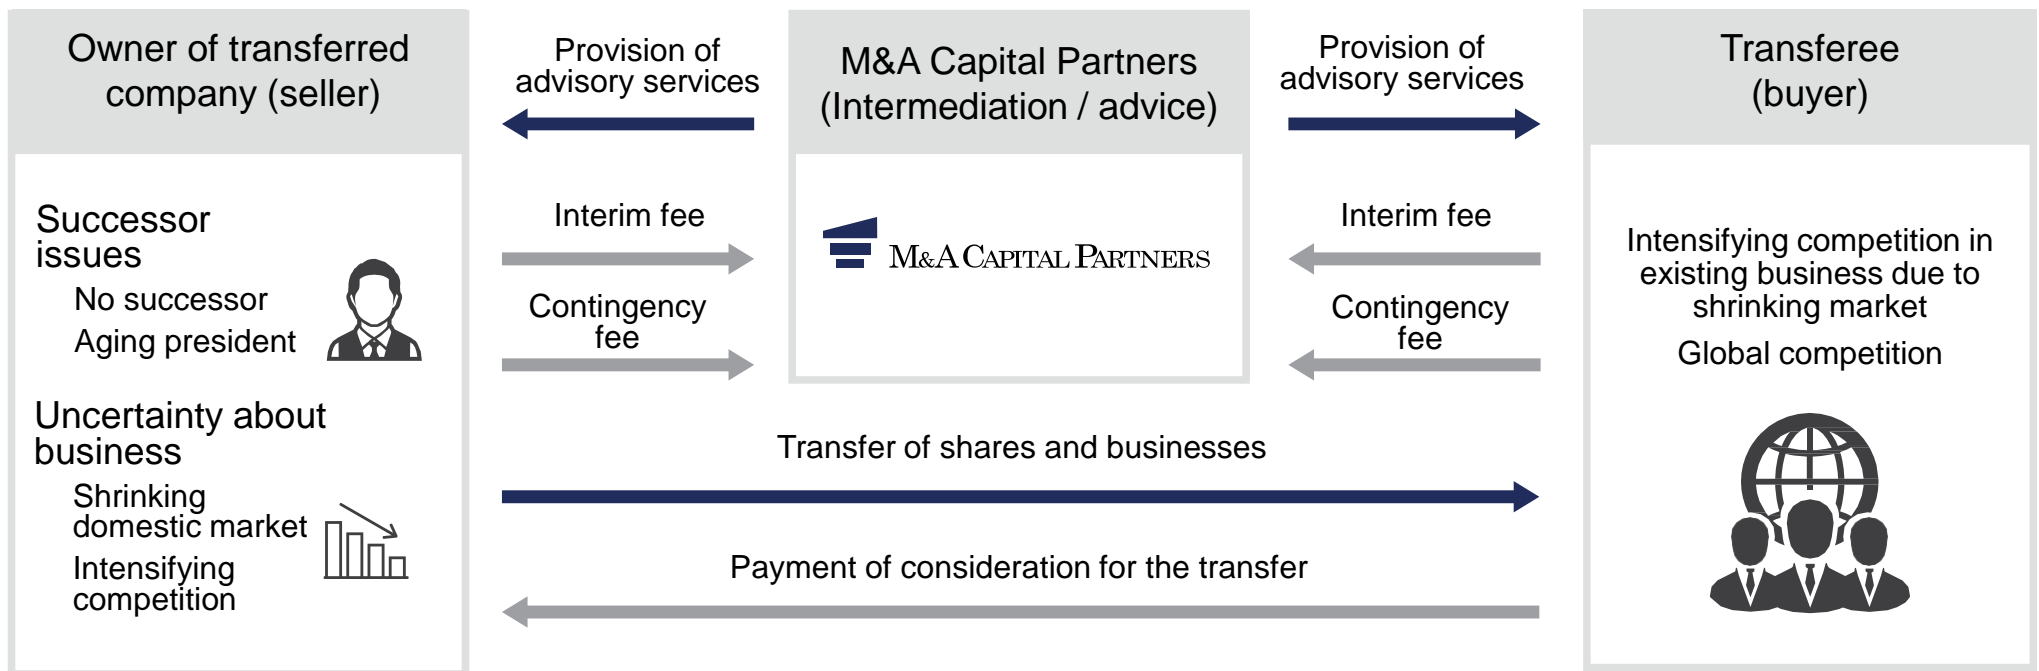 Owner of transferred
company (seller)
Successor
issues
No successor
Aging president
Uncertainty about
business
Shrinking
domestic market
Intensifying
competition
Provision of
advisory services
Interim fee
Contingency
fee
M&A Capital Partners
(Intermediation / advice)
M&A CAPITAL PARTNERS
Provision of
advisory services
Interim fee
Contingency
fee
Transfer of shares and businesses
Payment of consideration for the transfer
Transferee
(buyer)
Intensifying competition in
existing business due to
shrinking market
Global competition